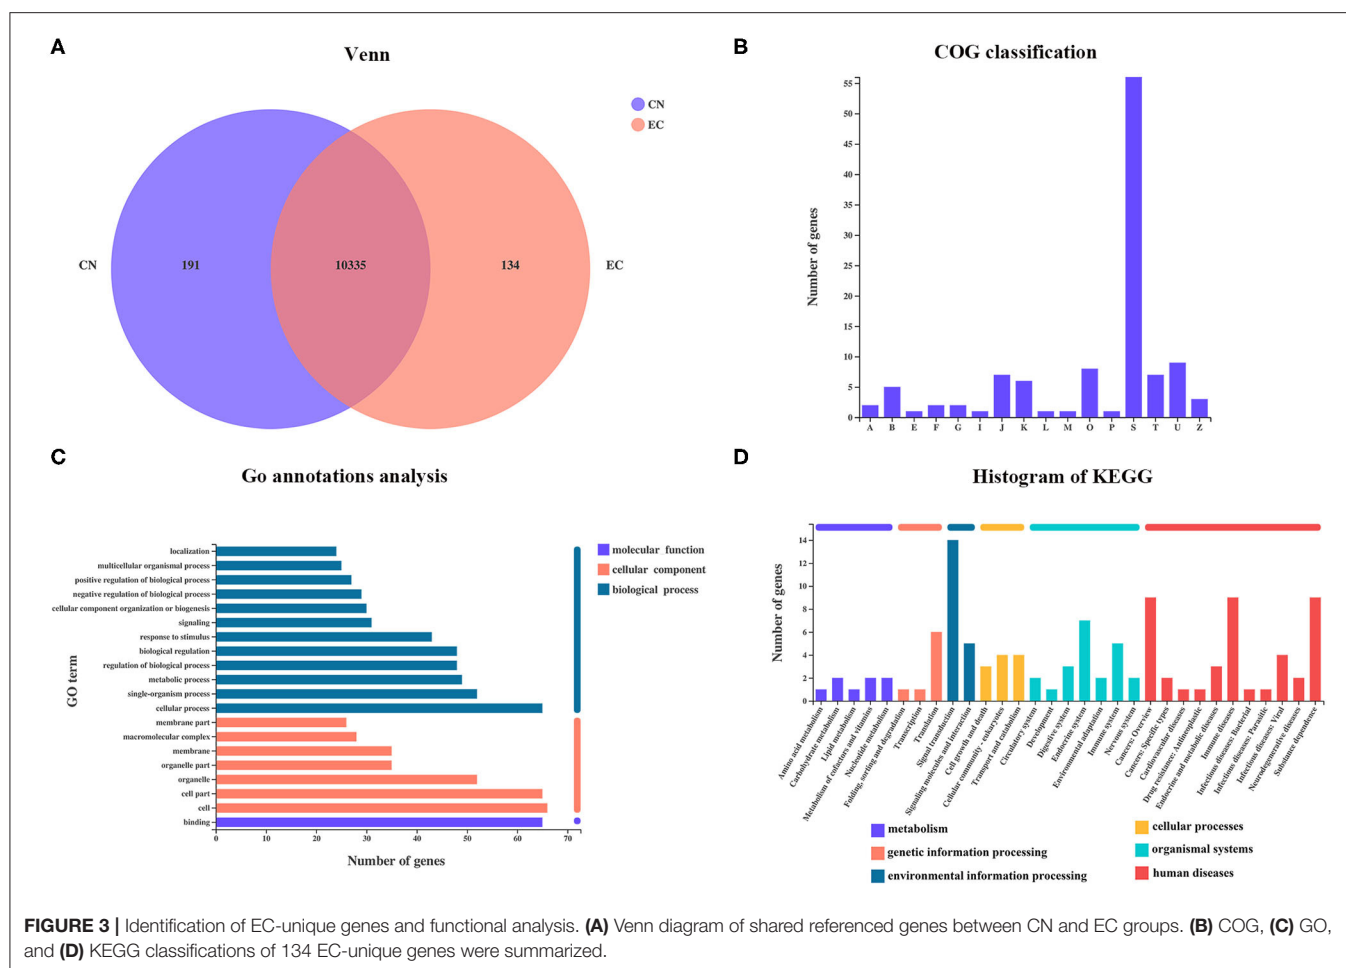 A
Venn
CN
EC
CN
191
10335
134
EC
B
COG classification
Number of genes
55
50
45
40
35
30
25
20
15
10
5
0
A B E F G I J K L M O P S T U Z
C
Go annotations analysis
GO term
localization
multicellular organismal process
positive regulation of biological process
negative regulation of biological process
cellular component organization or biogenesis
signaling
response to stimulus
biological regulation
regulation of biological process
metabolic process
single-organism process
cellular process
membrane part
macromolecular complex
membrane
organelle part
organelle
cell part
cell
binding
0 10 20 30 40 50 60 70
Number of genes
molecular function
cellular component
biological process
D
Histogram of KEGG
Number of genes
14
12
10
8
6
4
2
0
Amino acid metabolism
Carbohydrate metabolism
Lipid metabolism
Metabolism of cofactors and vitamins
Nucleotide metabolism
Folding, sorting and degradation
Transcription
Translation
Signal transduction
Signaling molecules and interaction
Cell growth and death
Cellular community - eukaryotes
Transport and catabolism
Circulatory system
Development
Digestive system
Endocrine system
Environmental adaptation
Immune system
Nervous system
Cancers: Overview
Cancers: Specific types
Cardiovascular diseases
Drug resistance: Antineoplastic
Endocrine and metabolic diseases
Immune diseases
Infectious diseases: Bacterial
Infectious diseases: Parasitic
Infectious diseases: Viral
Neurodegenerative diseases
Substance dependence
metabolism
genetic information processing
environmental information processing
cellular processes
organismal systems
human diseases
FIGURE 3 | Identification of EC-unique genes and functional analysis. (A) Venn diagram of shared referenced genes between CN and EC groups. (B) COG, (C) GO,
and (D) KEGG classifications of 134 EC-unique genes were summarized.